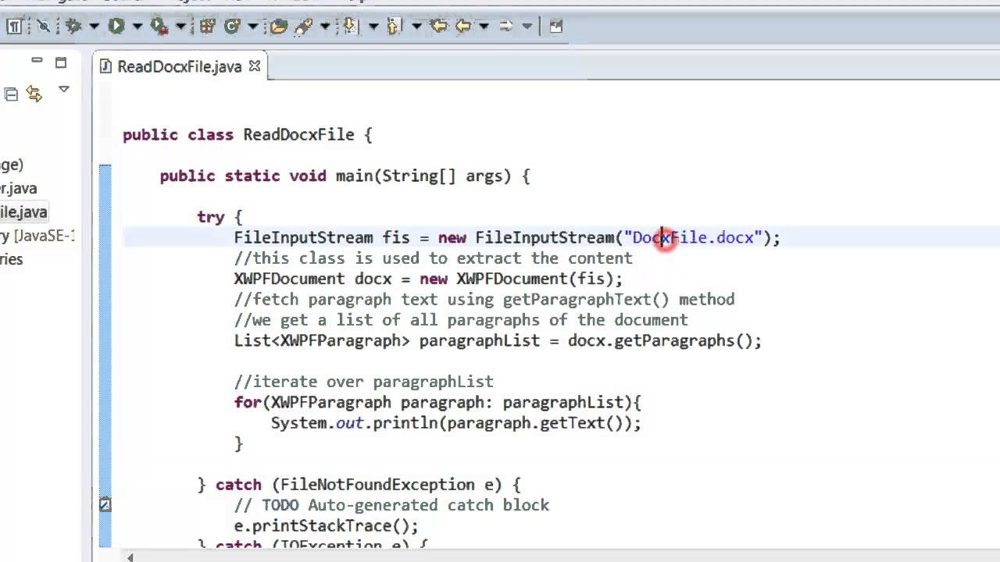 ReadDocxFile.java
ge)
r.java
ile.java
ry [JavaSE-1
ries
public class ReadDocxFile {
public static void main(String[] args) {
try {
FileInputStream fis = new FileInputStream("DocxFile.docx");
//this class is used to extract the content
XWPFDocument docx = new XWPFDocument(fis);
//fetch paragraph text using getParagraphText() method
//we get a list of all paragraphs of the document
List<XWPFParagraph> paragraphList = docx.getParagraphs();
//iterate over paragraphList
for(XWPFParagraph paragraph: paragraphList){
System.out.println(paragraph.getText());
}
} catch (FileNotFoundException e) {
// TODO Auto-generated catch block
e.printStackTrace();
} catch (IOException e) {